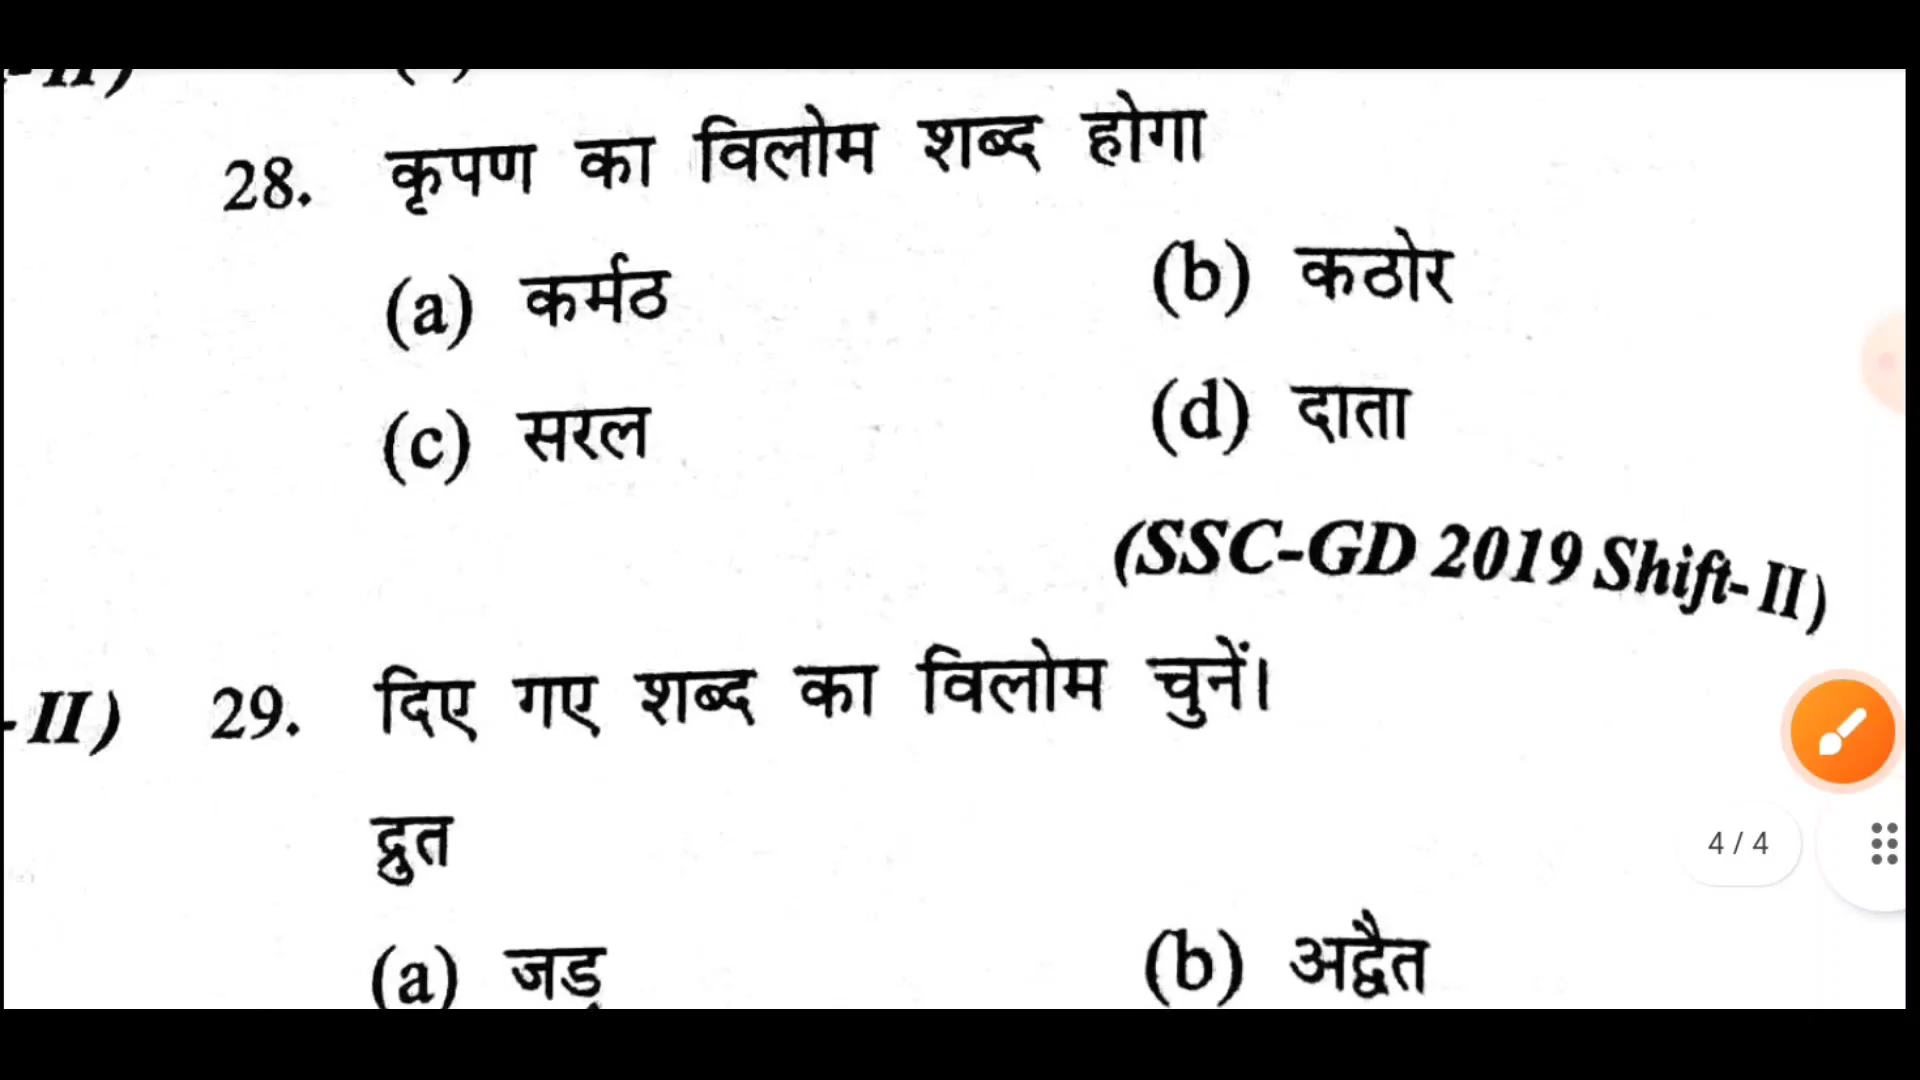 28. कृपण का विलोम शब्द होगा
(a) कर्मठ (b) कठोर
(c) सरल (d) दाता
(SSC-GD 2019 Shift-II)
-II) 29. दिए गए शब्द का विलोम चुनें।
द्रुत
4 / 4
(a) जड़ (b) अद्वैत